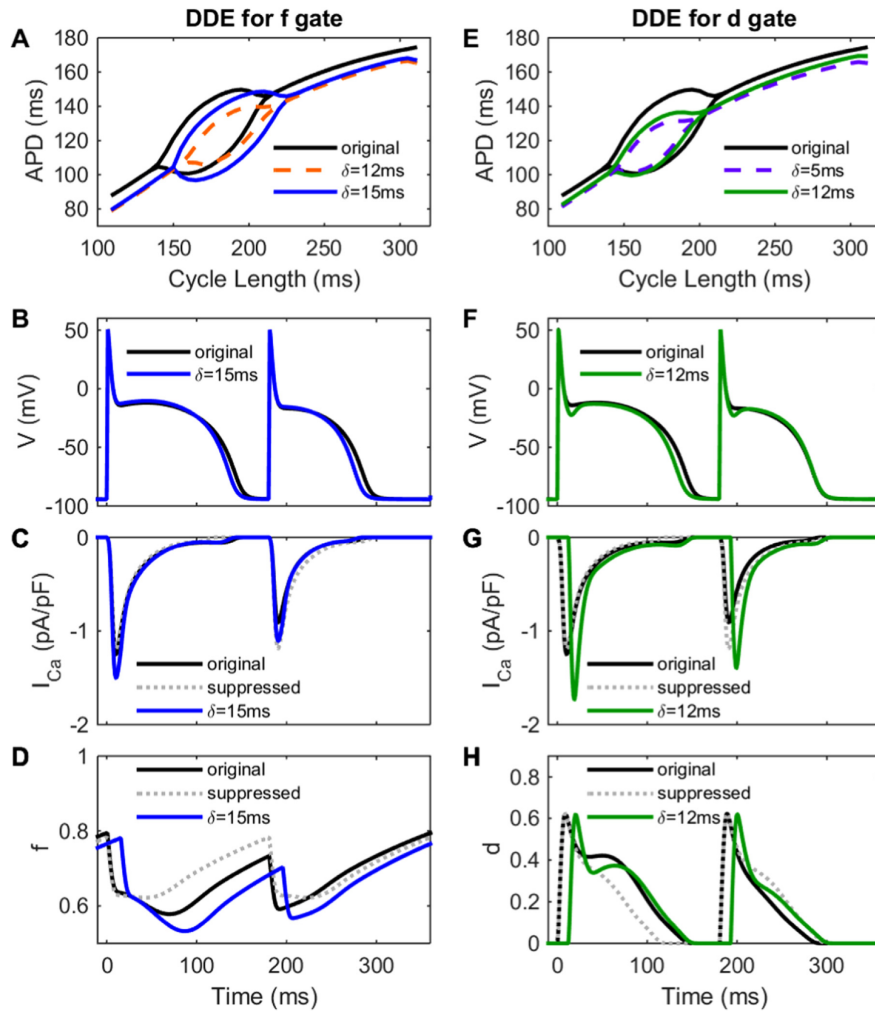 DDE for f gate
A
180
160
140
120
100
80
APD (ms)
original
δ=12ms
δ=15ms
100 150 200 250 300
Cycle Length (ms)
B
50
0
-50
-100
V (mV)
original
δ=15ms
C
0
-1
-2
I_Ca (pA/pF)
original
suppressed
δ=15ms
D
1
0.8
0.6
f
original
suppressed
δ=15ms
0 100 200 300
Time (ms)
DDE for d gate
E
180
160
140
120
100
80
APD (ms)
original
δ=5ms
δ=12ms
100 150 200 250 300
Cycle Length (ms)
F
50
0
-50
-100
V (mV)
original
δ=12ms
G
0
-1
-2
I_Ca (pA/pF)
original
suppressed
δ=12ms
H
0.8
0.6
0.4
0.2
0
d
original
suppressed
δ=12ms
0 100 200 300
Time (ms)